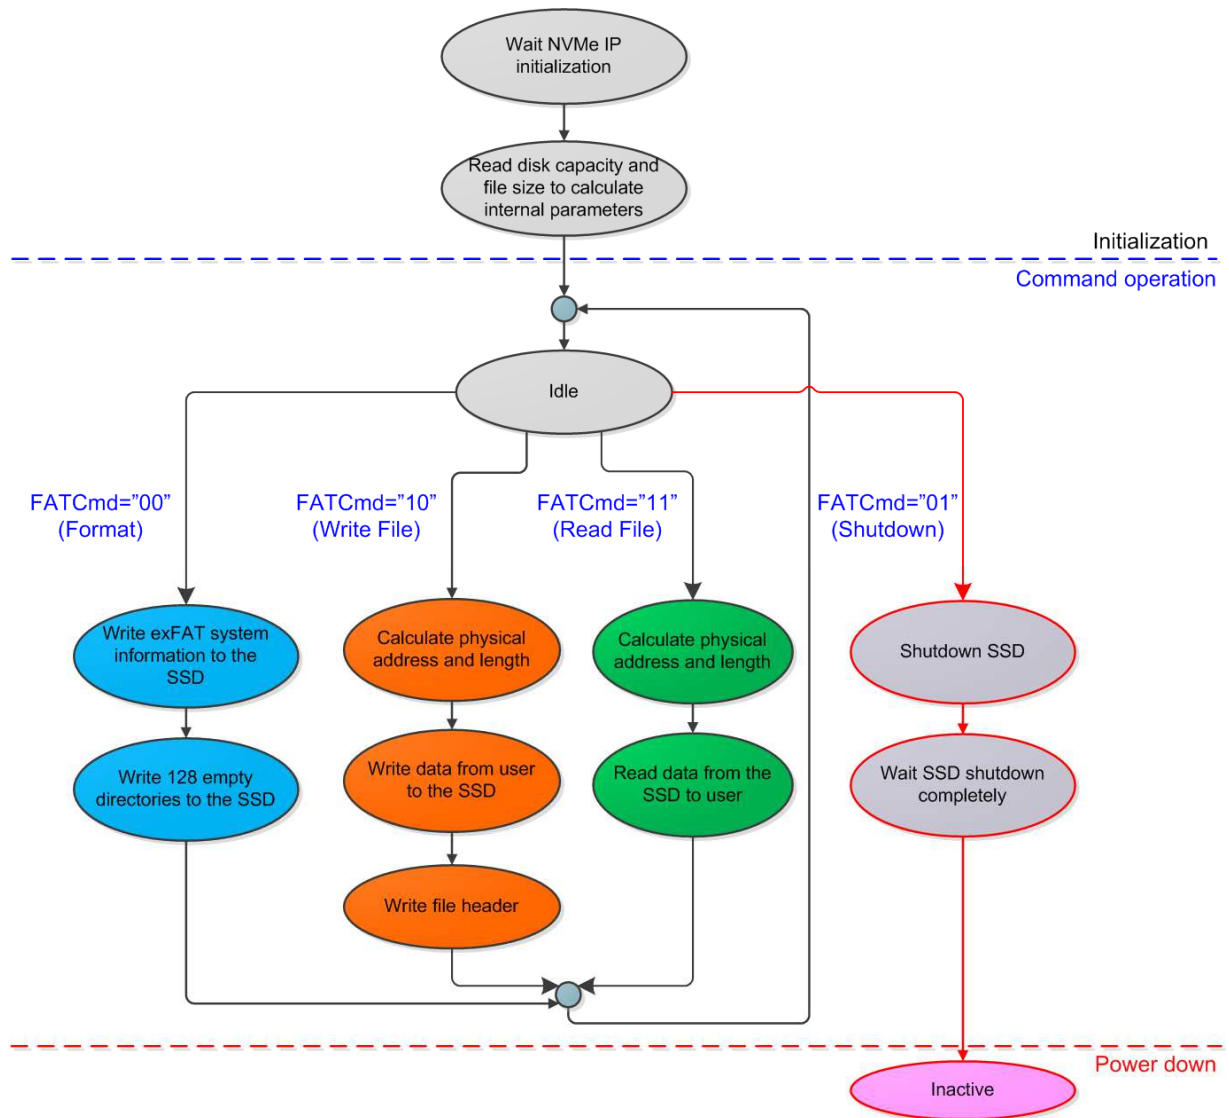 Wait NVMe IP
initialization
Read disk capacity and
file size to calculate
internal parameters
Initialization
Command operation
Idle
FATCmd=”00”
(Format)
FATCmd=”10”
(Write File)
FATCmd=”11”
(Read File)
FATCmd=”01”
(Shutdown)
Write exFAT system
information to the
SSD
Calculate physical
address and length
Calculate physical
address and length
Shutdown SSD
Write 128 empty
directories to the SSD
Write data from user
to the SSD
Read data from the
SSD to user
Wait SSD shutdown
completely
Write file header
Power down
Inactive